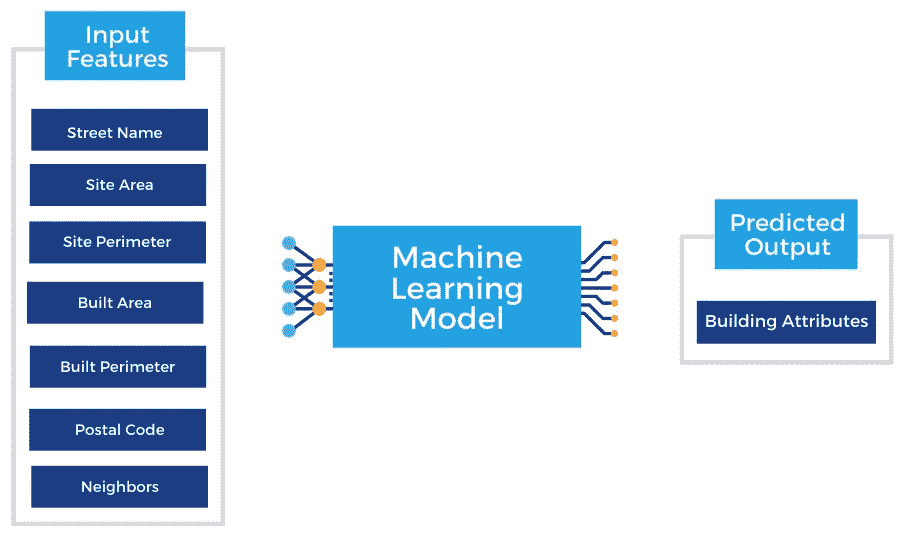 Input
Features
Street Name
Site Area
Site Perimeter
Built Area
Built Perimeter
Postal Code
Neighbors
Machine
Learning
Model
Predicted
Output
Building Attributes